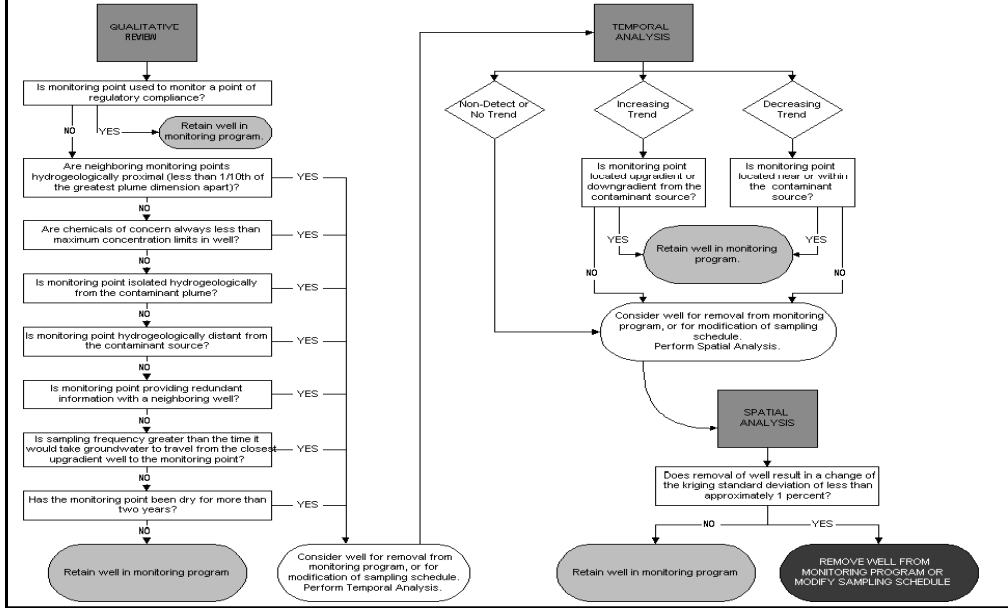 QUALITATIVE
REVIEW
Is monitoring point used to monitor a point of
regulatory compliance?
NO
YES
Retain well in
monitoring program.
Are neighboring monitoring points
hydrogeologically proximal (less than 1/10th of
the greatest plume dimension apart)?
YES
NO
Are chemicals of concern always less than
maximum concentration limits in well?
YES
NO
Is monitoring point isolated hydrogeologically
from the contaminant plume?
YES
NO
Is monitoring point hydrogeologically distant from
the contaminant source?
YES
NO
Is monitoring point providing redundant
information with a neighboring well?
YES
NO
Is sampling frequency greater than the time it
would take groundwater to travel from the closest
upgradient well to the monitoring point?
YES
NO
Has the monitoring point been dry for more than
two years?
YES
NO
Retain well in monitoring program
Consider well for removal from
monitoring program, or for
modification of sampling schedule.
Perform Temporal Analysis.
TEMPORAL
ANALYSIS
Non-Detect or
No Trend
Increasing
Trend
Decreasing
Trend
Is monitoring point
located upgradient or
downgradient from the
contaminant source?
Is monitoring point
located near or within
the contaminant
source?
YES
YES
Retain well in monitoring
program.
NO
NO
Consider well for removal from monitoring
program, or for modification of sampling
schedule.
Perform Spatial Analysis.
SPATIAL
ANALYSIS
Does removal of well result in a change of
the kriging standard deviation of less than
approximately 1 percent?
NO
YES
Retain well in monitoring program
REMOVE WELL FROM
MONITORING PROGRAM OR
MODIFY SAMPLING SCHEDULE